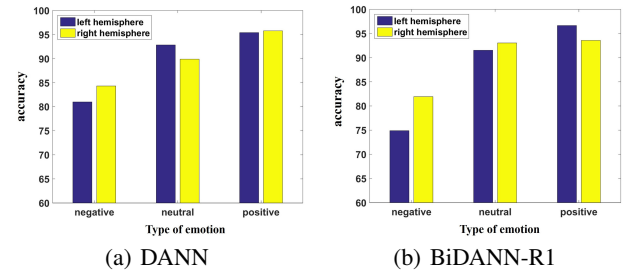 100
95
90
85
80
75
70
65
60
accuracy
left hemisphere
right hemisphere
negative neutral positive
Type of emotion
(a) DANN
100
95
90
85
80
75
70
65
60
accuracy
left hemisphere
right hemisphere
negative neutral positive
Type of emotion
(b) BiDANN-R1